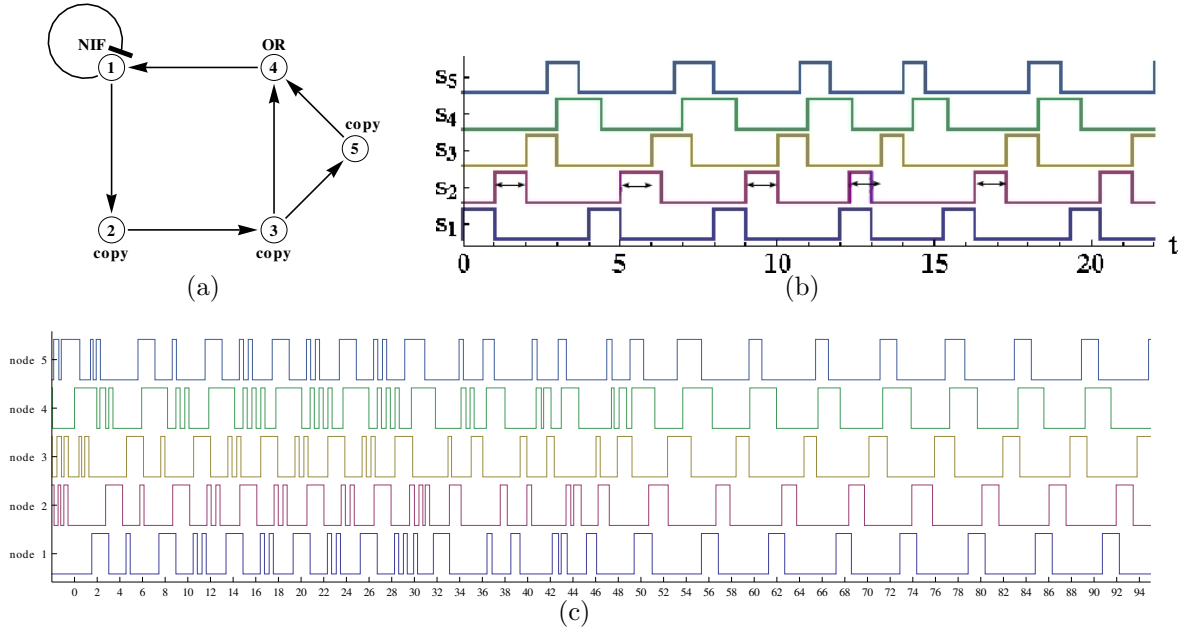 NIF
OR
1
4
copy
5
2
3
copy
copy
(a)
S5
S4
S3
S2
S1
0 5 10 15 20 t
(b)
node 5
node 4
node 3
node 2
node 1
0 2 4 6 8 10 12 14 16 18 20 22 24 26 28 30 32 34 36 38 40 42 44 46 48 50 52 54 56 58 60 62 64 66 68 70 72 74 76 78 80 82 84 86 88 90 92 94
(c)